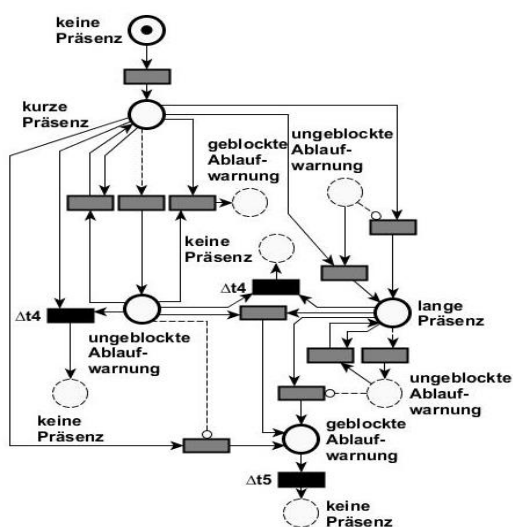 keine
Präsenz
kurze
Präsenz
ungeblockte
Ablauf-
warnung
geblockte
Ablauf-
warnung
keine
Präsenz
Δt4
Δt4
ungeblockte
Ablauf-
warnung
lange
Präsenz
keine
Präsenz
ungeblockte
Ablauf-
warnung
geblockte
Ablauf-
warnung
Δt5
keine
Präsenz